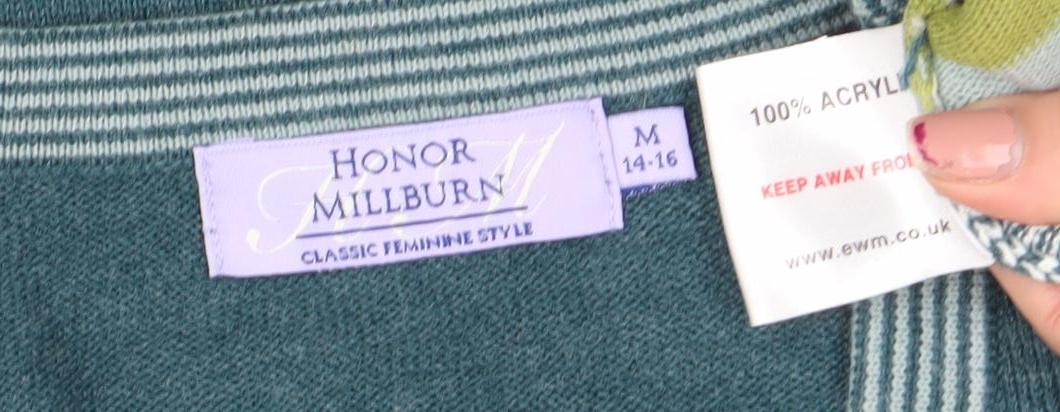 HONOR
MILLBURN
CLASSIC FEMININE STYLE
M
14-16
100% ACRYL
KEEP AWAY FRO
www.ewm.co.uk